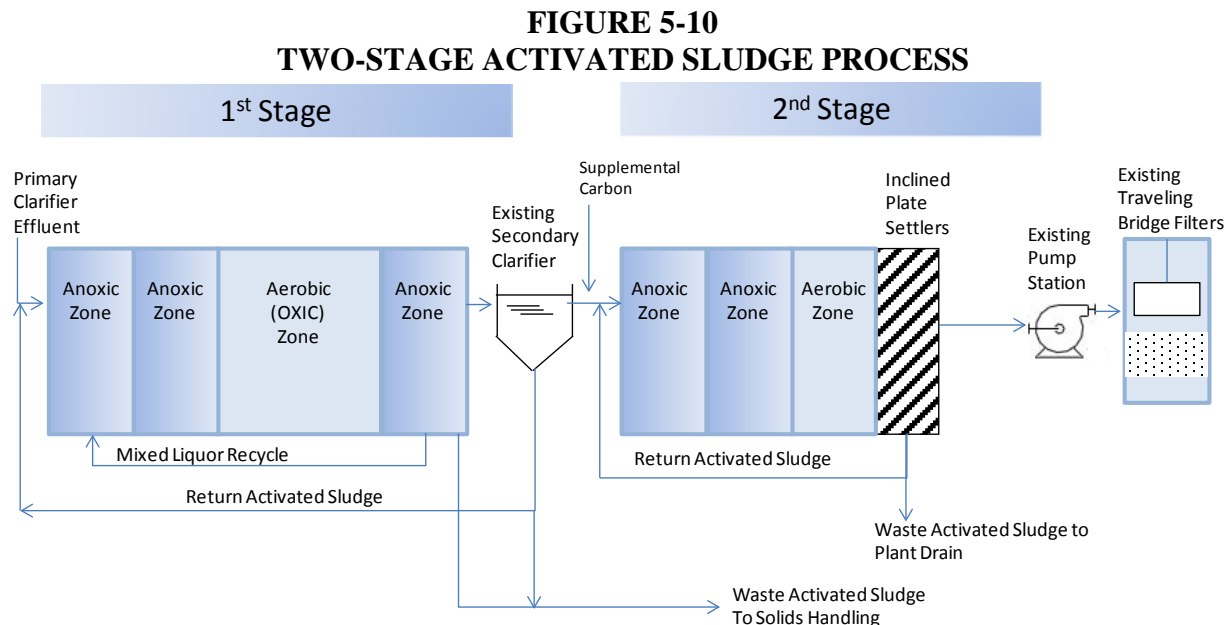 FIGURE 5-10
TWO-STAGE ACTIVATED SLUDGE PROCESS
1st Stage
2nd Stage
Primary
Clarifier
Effluent
Anoxic
Zone
Anoxic
Zone
Aerobic
(OXIC)
Zone
Anoxic
Zone
Existing
Secondary
Clarifier
Supplemental
Carbon
Anoxic
Zone
Anoxic
Zone
Aerobic
Zone
Inclined
Plate
Settlers
Existing
Pump
Station
Existing
Traveling
Bridge Filters
Mixed Liquor Recycle
Return Activated Sludge
Return Activated Sludge
Waste Activated Sludge to
Plant Drain
Waste Activated Sludge
To Solids Handling